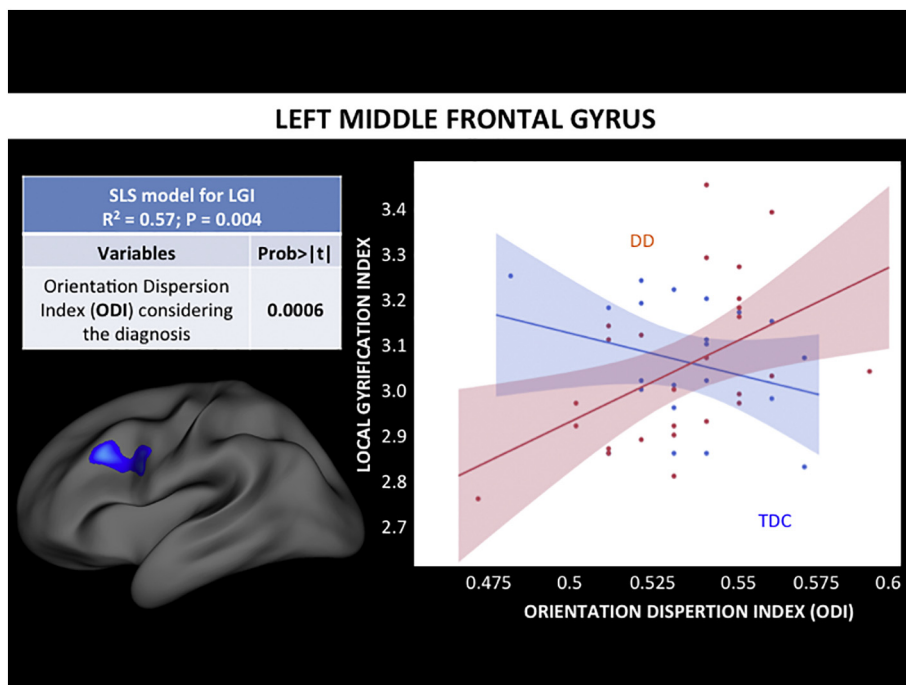 LEFT MIDDLE FRONTAL GYRUS
SLS model for LGI
R² = 0.57; P = 0.004
Variables Prob>|t|
Orientation Dispersion
Index (ODI) considering
the diagnosis
0.0006
LOCAL GYRIFICATION INDEX
3.4
3.3
3.2
3.1
3.0
2.9
2.8
2.7
DD
TDC
0.475 0.5 0.525 0.55 0.575 0.6
ORIENTATION DISPERTION INDEX (ODI)